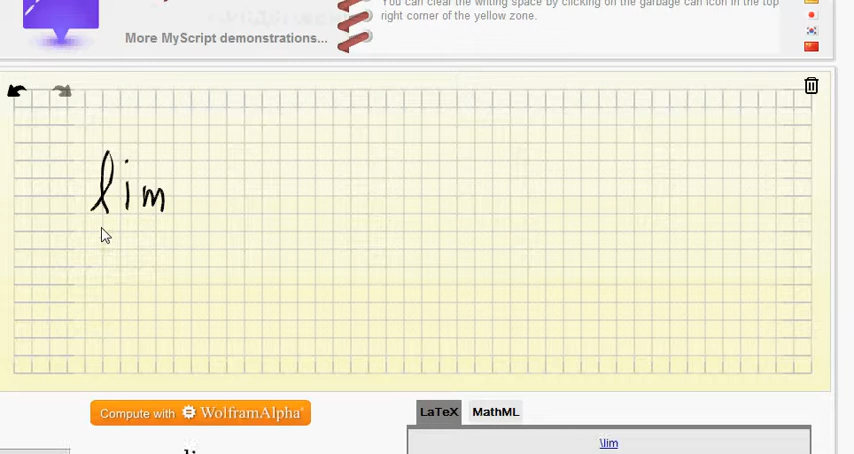 You can clear the writing space by clicking on the garbage can icon in the top
right corner of the yellow zone.
More MyScript demonstrations...
lim
Compute with WolframAlpha
LaTeX MathML
\lim